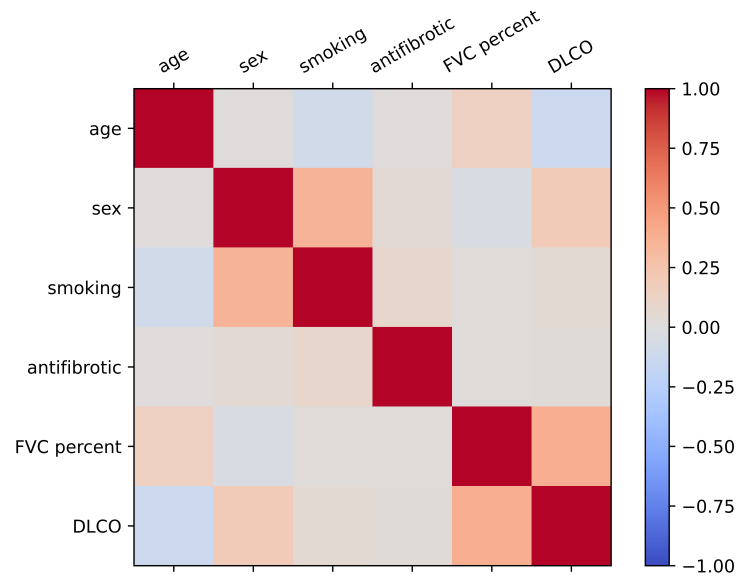 age
sex
smoking
antifibrotic
FVC percent
DLCO
age
sex
smoking
antifibrotic
FVC percent
DLCO
1.00
0.75
0.50
0.25
0.00
−0.25
−0.50
−0.75
−1.00